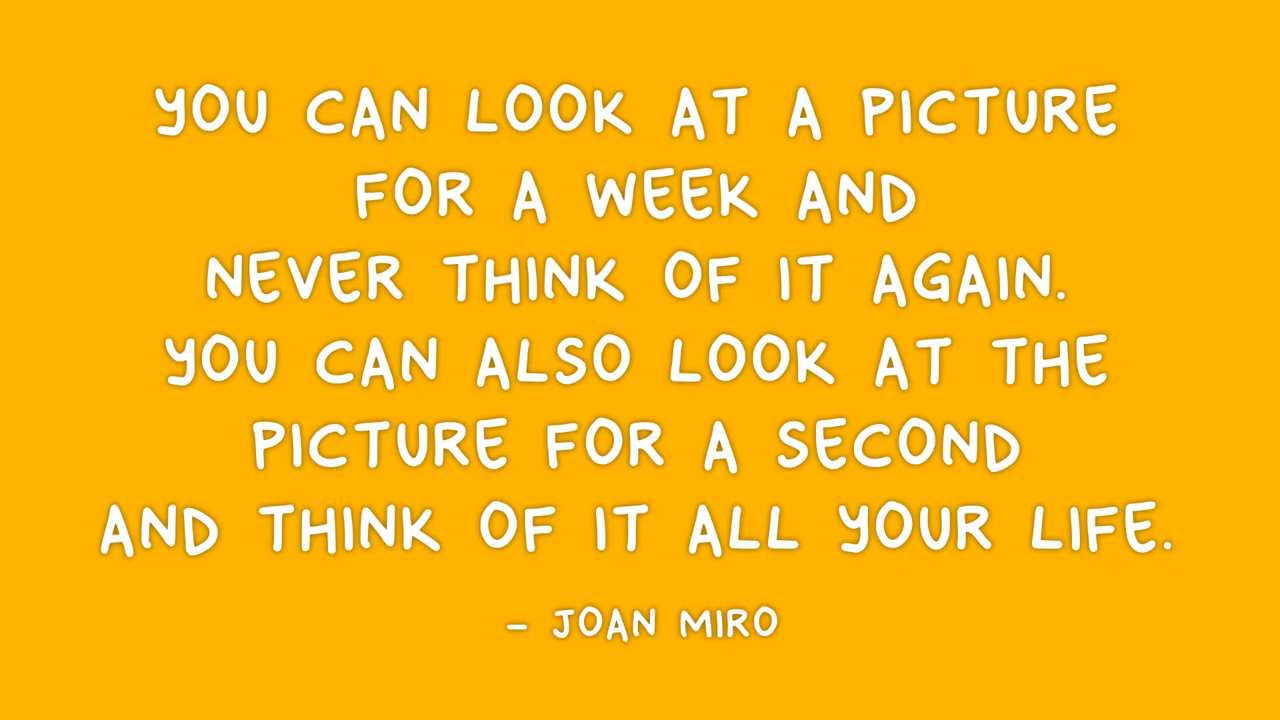 YOU CAN LOOK AT A PICTURE
FOR A WEEK AND
NEVER THINK OF IT AGAIN.
YOU CAN ALSO LOOK AT THE
PICTURE FOR A SECOND
AND THINK OF IT ALL YOUR LIFE.
– JOAN MIRO